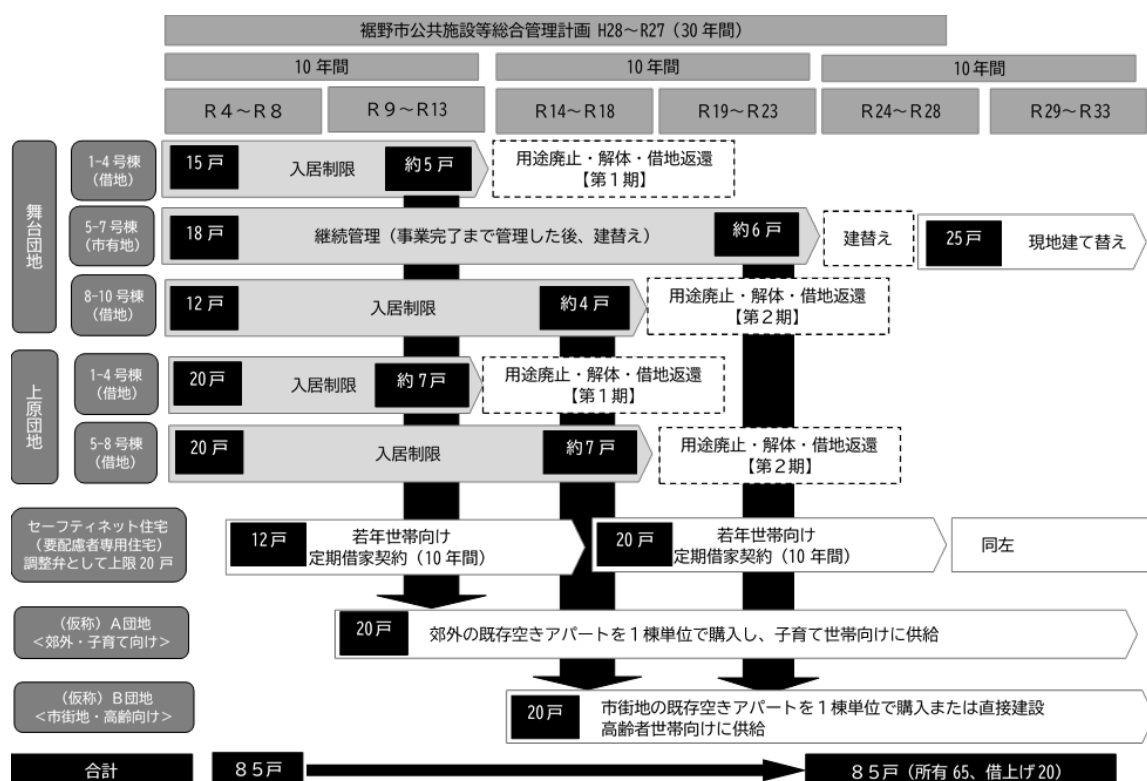 裾野市公共施設等総合管理計画 H28～R27（30年間）
10年間
10年間
10年間
R4～R8
R9～R13
R14～R18
R19～R23
R24～R28
R29～R33
舞台団地
1-4号棟
（借地）
15戸
入居制限
約5戸
用途廃止・解体・借地返還
【第1期】
5-7号棟
（市有地）
18戸
継続管理（事業完了まで管理した後、建替え）
約6戸
建替え
25戸
現地建て替え
8-10号棟
（借地）
12戸
入居制限
約4戸
用途廃止・解体・借地返還
【第2期】
上原団地
1-4号棟
（借地）
20戸
入居制限
約7戸
用途廃止・解体・借地返還
【第1期】
5-8号棟
（借地）
20戸
入居制限
約7戸
用途廃止・解体・借地返還
【第2期】
セーフティネット住宅
（要配慮者専用住宅）
調整弁として上限20戸
12戸
若年世帯向け
定期借家契約（10年間）
20戸
若年世帯向け
定期借家契約（10年間）
同左
（仮称）A団地
<郊外・子育て向け>
20戸
郊外の既存空きアパートを1棟単位で購入し、子育て世帯向けに供給
（仮称）B団地
<市街地・高齢向け>
20戸
市街地の既存空きアパートを1棟単位で購入または直接建設
高齢者世帯向けに供給
合計
85戸
85戸（所有65、借上げ20）